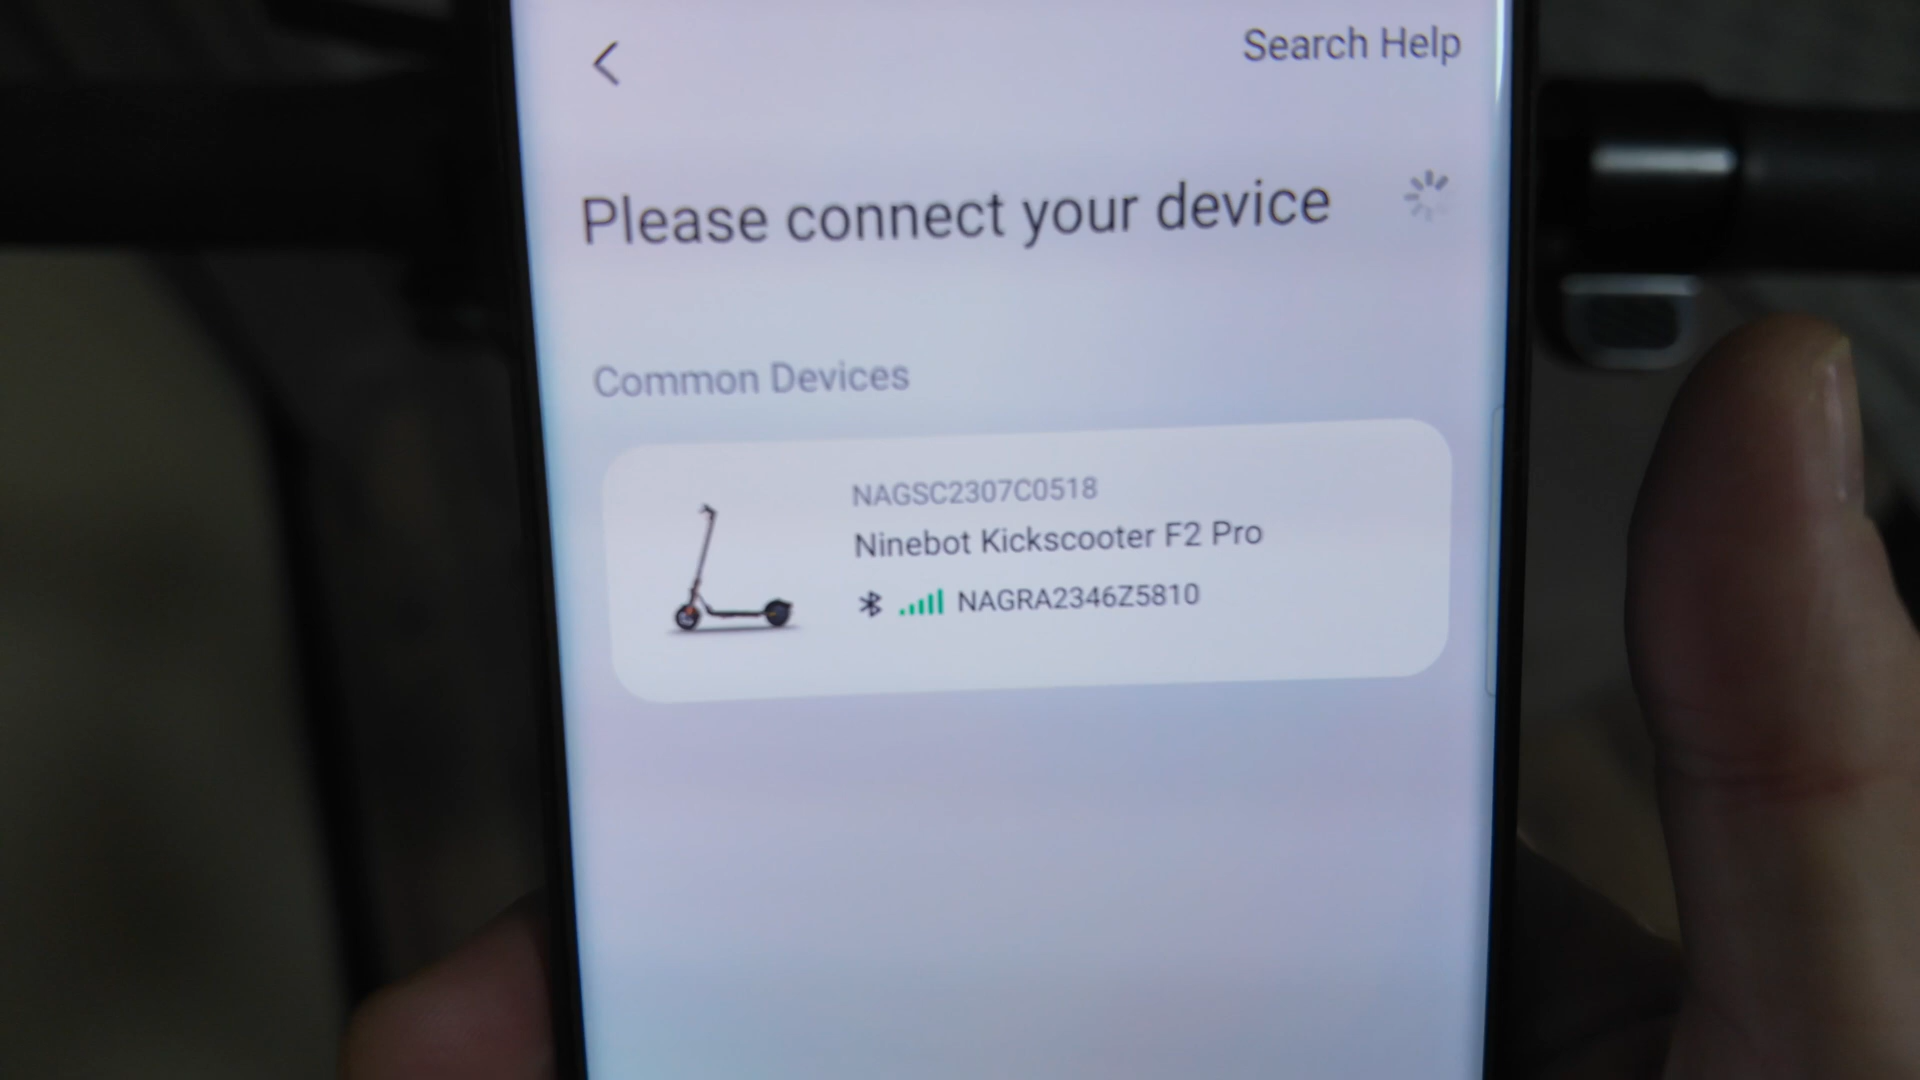 Search Help
Please connect your device
Common Devices
NAGSC2307C0518
Ninebot Kickscooter F2 Pro
NAGRA2346Z5810